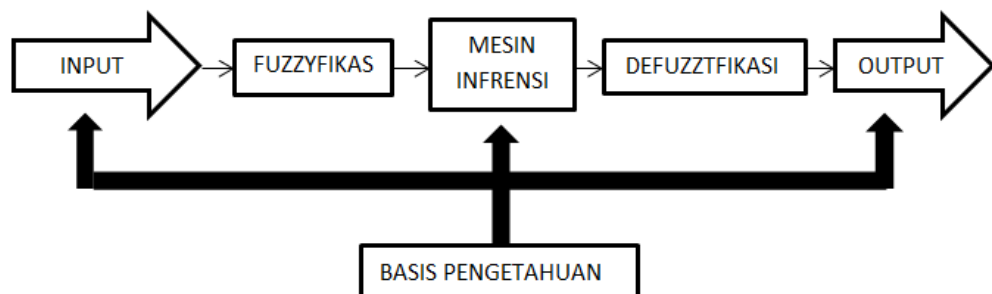 INPUT
FUZZYFIKAS
MESIN
INFRENSI
DEFUZZTFIKASI
OUTPUT
BASIS PENGETAHUAN